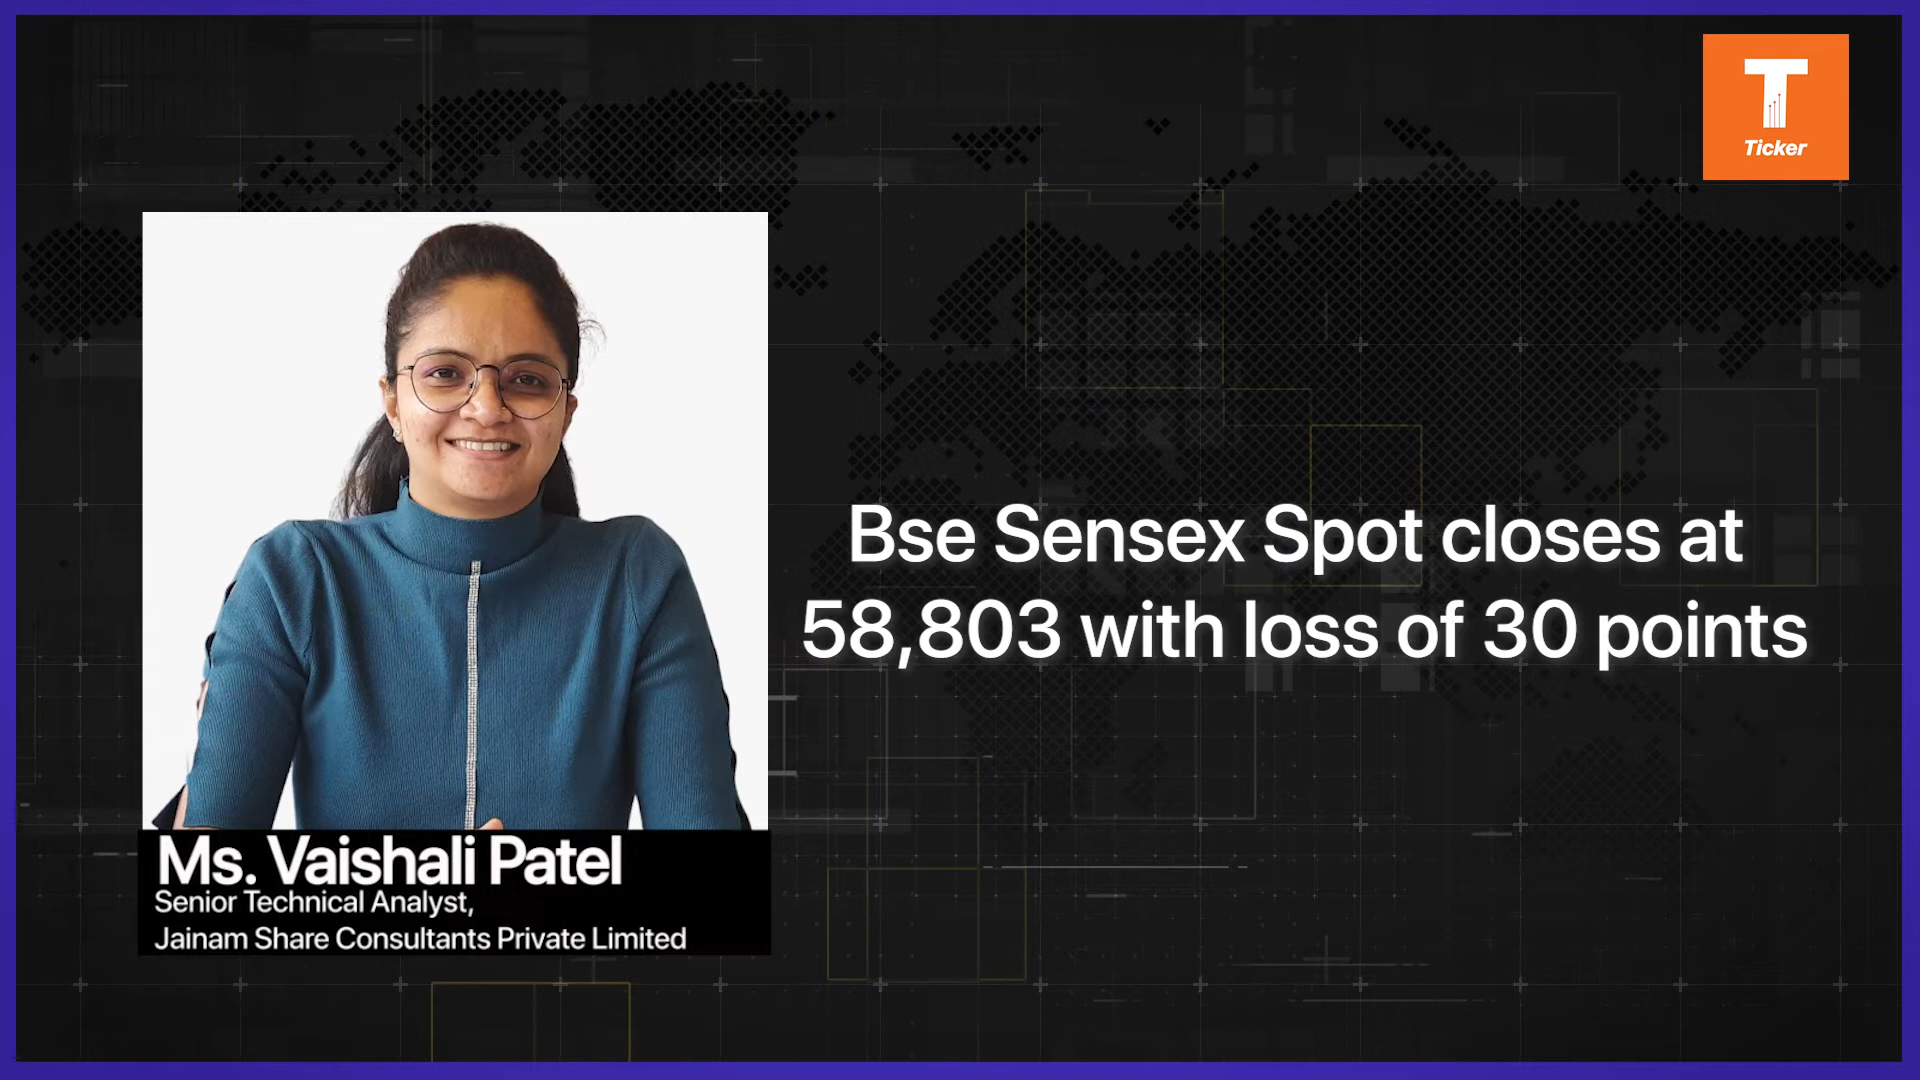 T
Ticker
Bse Sensex Spot closes at
58,803 with loss of 30 points
Ms. Vaishali Patel
Senior Technical Analyst,
Jainam Share Consultants Private Limited